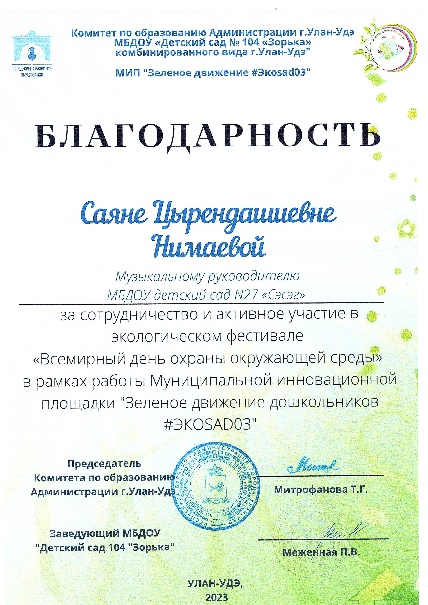 Комитет по образованию Администрации г.Улан-Удэ
МБДОУ «Детский сад № 104 «Зорька»
комбинированного вида г.Улан-Удэ"
МИП "Зеленое движение #Экosad03"
БЛАГОДАРНОСТЬ
Саяне Цырендашиевне
Нимаевой
Музыкальному руководителю
МБДОУ детский сад N27 «Сэсэг»
за сотрудничество и активное участие в
экологическом фестивале
«Всемирный день охраны окружающей среды»
в рамках работы Муниципальной инновационной
площадки "Зеленое движение дошкольников
#ЭКОSAD03"
Председатель
Комитета по образованию
Администрации г.Улан-Удэ
Митрофанова Т.Г.
Заведующий МБДОУ
"Детский сад 104 "Зорька"
Меженная П.В.
УЛАН-УДЭ,
2023